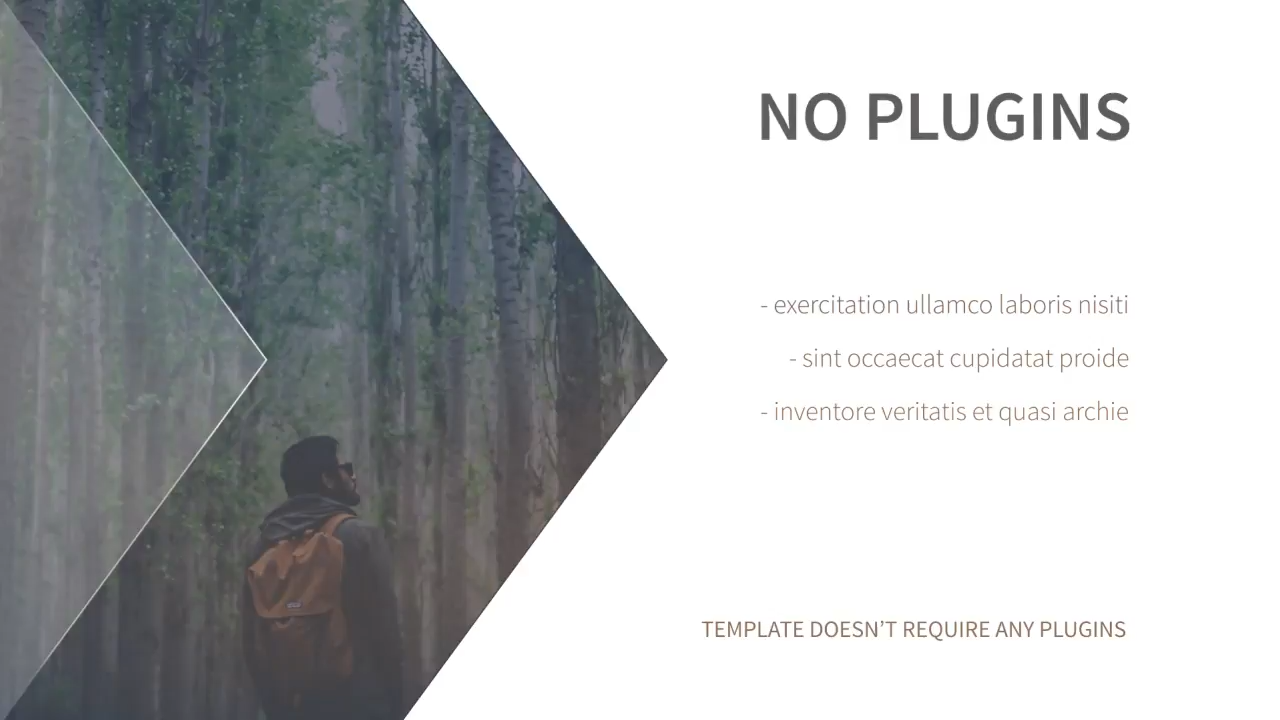 NO PLUGINS
- exercitation ullamco laboris nisiti
- sint occaecat cupidatat proide
- inventore veritatis et quasi archie
TEMPLATE DOESN’T REQUIRE ANY PLUGINS